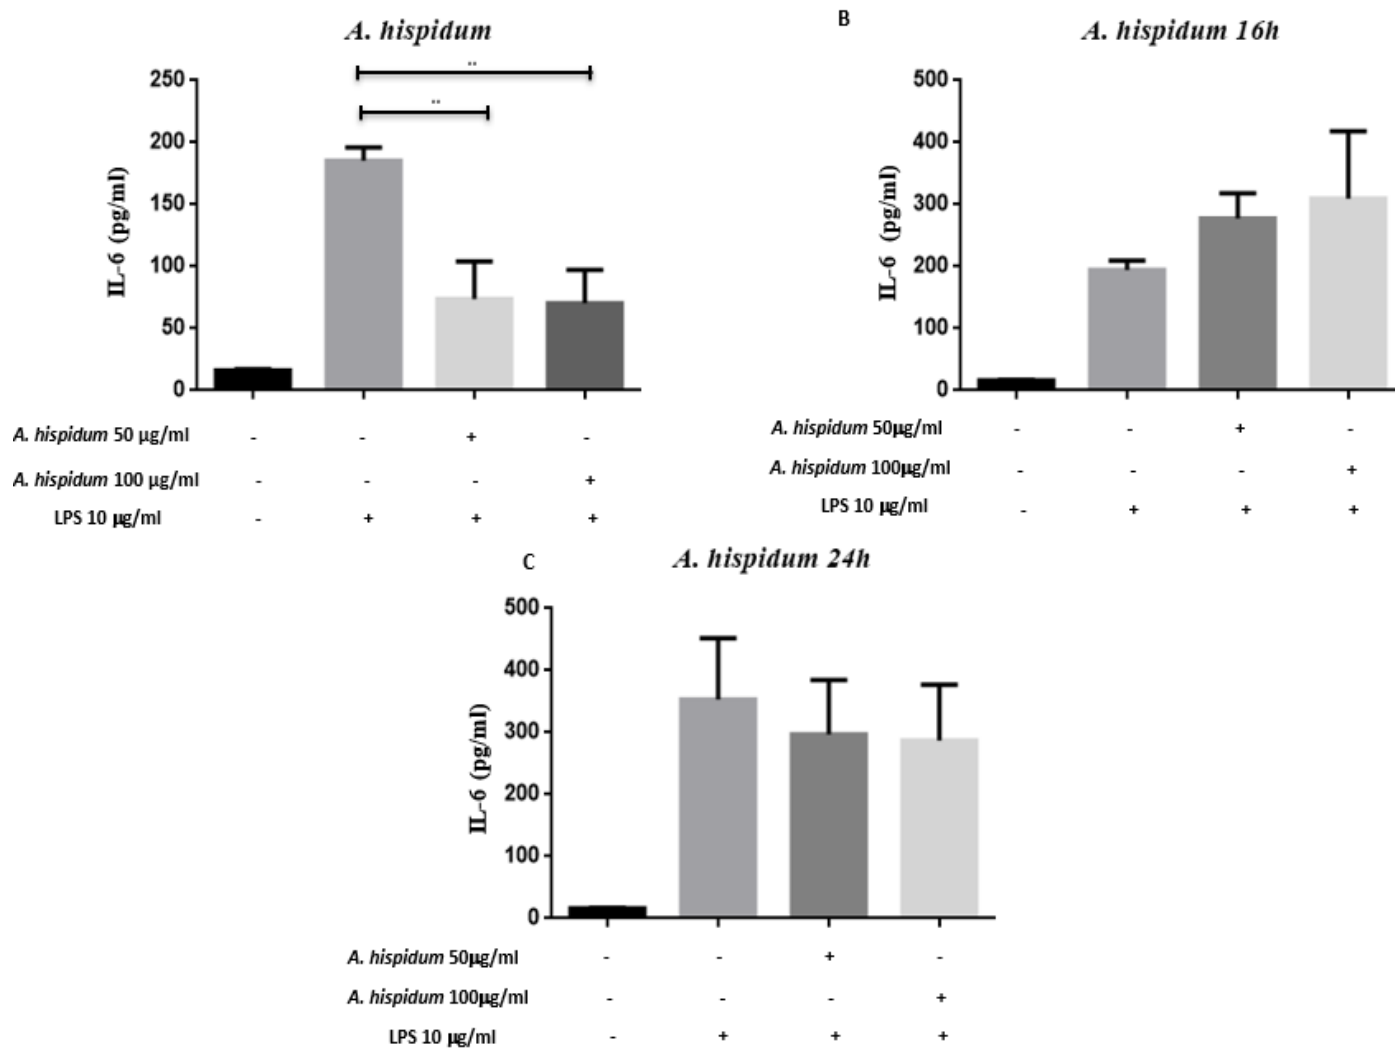 A. hispidum
250
200
150
100
50
0
IL-6 (pg/ml)
**
**
A. hispidum 50 µg/ml - - + -
A. hispidum 100 µg/ml - - - +
LPS 10 µg/ml - + + +
B
A. hispidum 16h
500
400
300
200
100
0
IL-6 (pg/ml)
A. hispidum 50µg/ml - - + -
A. hispidum 100µg/ml - - - +
LPS 10 µg/ml - + + +
C
A. hispidum 24h
500
400
300
200
100
0
IL-6 (pg/ml)
A. hispidum 50µg/ml - - + -
A. hispidum 100µg/ml - - - +
LPS 10 µg/ml - + + +